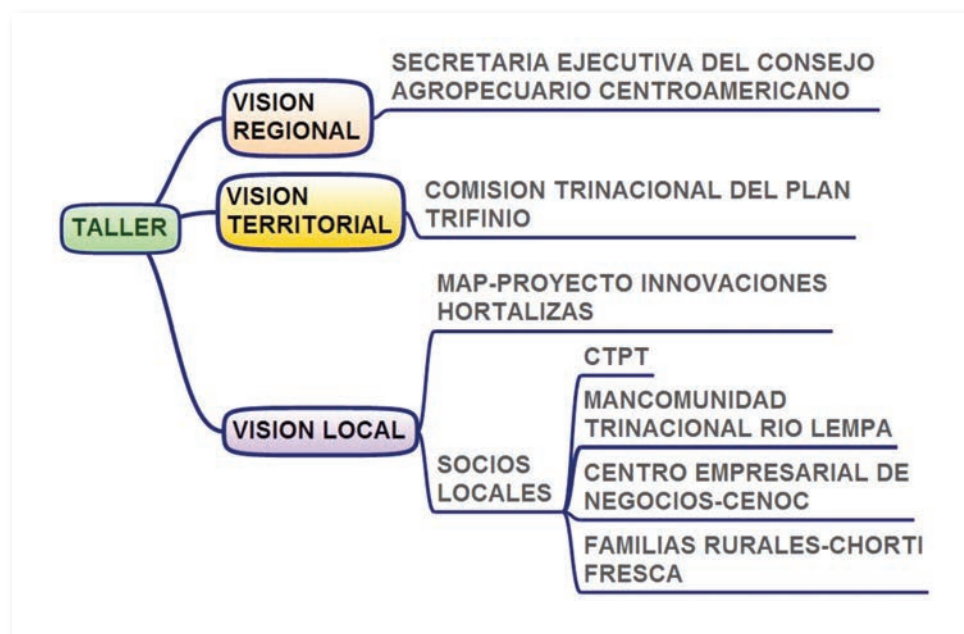 TALLER
VISION
REGIONAL
SECRETARIA EJECUTIVA DEL CONSEJO
AGROPECUARIO CENTROAMERICANO
VISION
TERRITORIAL
COMISION TRINACIONAL DEL PLAN
TRIFINIO
VISION LOCAL
MAP-PROYECTO INNOVACIONES
HORTALIZAS
SOCIOS
LOCALES
CTPT
MANCOMUNIDAD
TRINACIONAL RIO LEMPA
CENTRO EMPRESARIAL DE
NEGOCIOS-CENOC
FAMILIAS RURALES-CHORTI
FRESCA